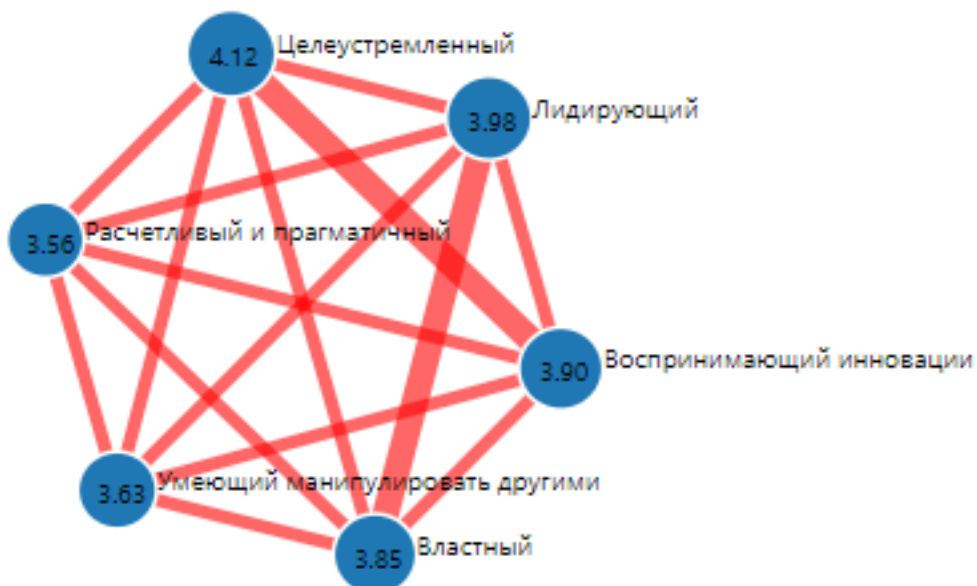 4.12 Целеустремленный
3.98 Лидирующий
3.56 Расчетливый и прагматичный
3.90 Воспринимающий инновации
3.63 Умеющий манипулировать другими
3.85 Властный